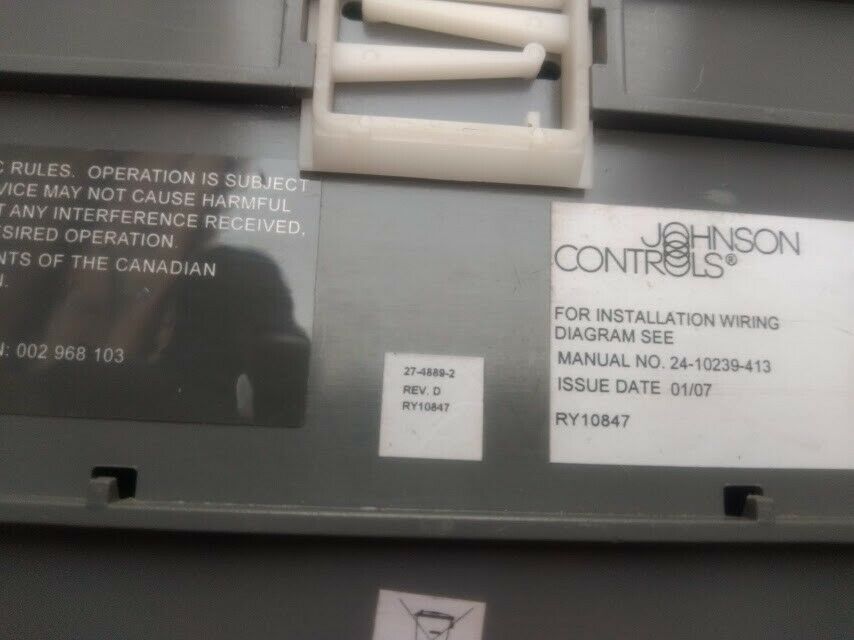 C RULES. OPERATION IS SUBJECT
VICE MAY NOT CAUSE HARMFUL
T ANY INTERFERENCE RECEIVED,
ESIRED OPERATION.
NTS OF THE CANADIAN
N.
N: 002 968 103
27-4889-2
REV. D
RY10847
JOHNSON
CONTROLS®
FOR INSTALLATION WIRING
DIAGRAM SEE
MANUAL NO. 24-10239-413
ISSUE DATE 01/07
RY10847